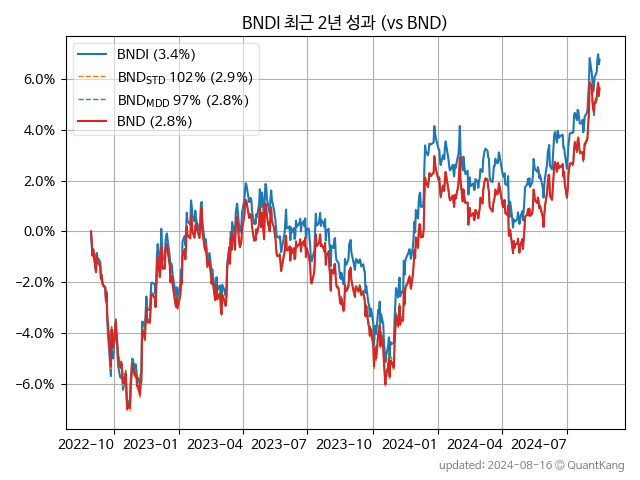 BNDI 최근 2년 성과 (vs BND)
BNDI (3.4%)
BND_STD 102% (2.9%)
BND_MDD 97% (2.8%)
BND (2.8%)
6.0%
4.0%
2.0%
0.0%
−2.0%
−4.0%
−6.0%
2022-10 2023-01 2023-04 2023-07 2023-10 2024-01 2024-04 2024-07
updated: 2024-08-16 © QuantKang